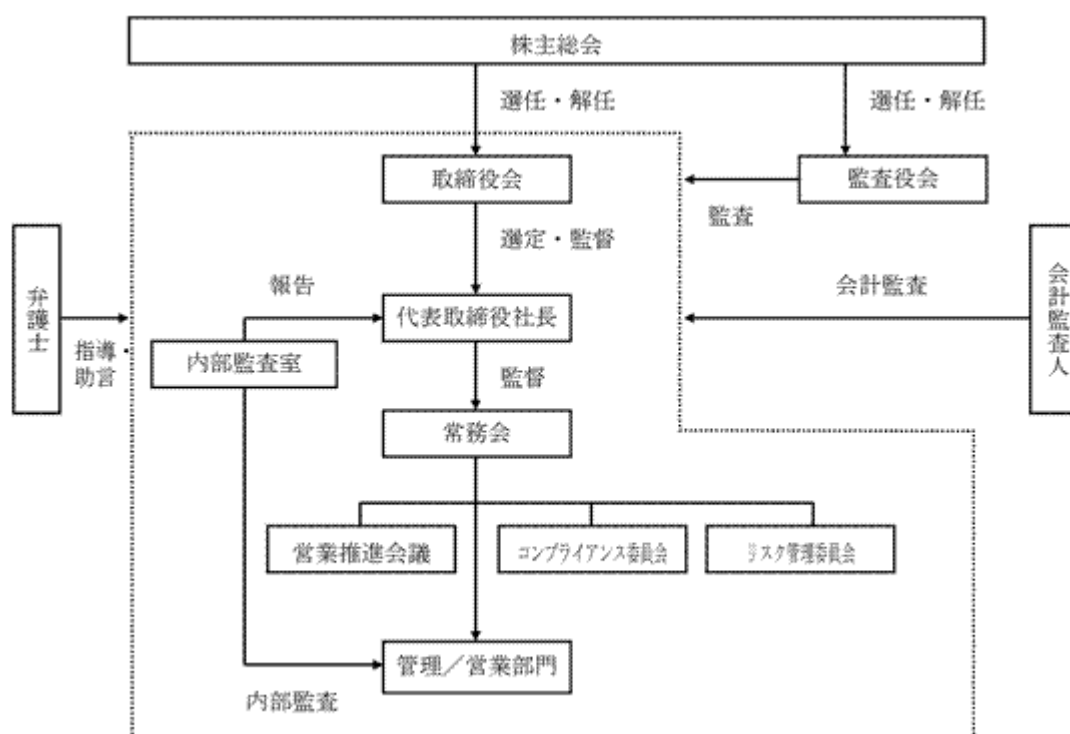 株主総会
選任・解任
選任・解任
取締役会
監査役会
監査
選定・監督
弁護士
指導・
助言
報告
代表取締役社長
会計監査
会計監査人
内部監査室
監督
常務会
営業推進会議
コンプライアンス委員会
リスク管理委員会
管理／営業部門
内部監査